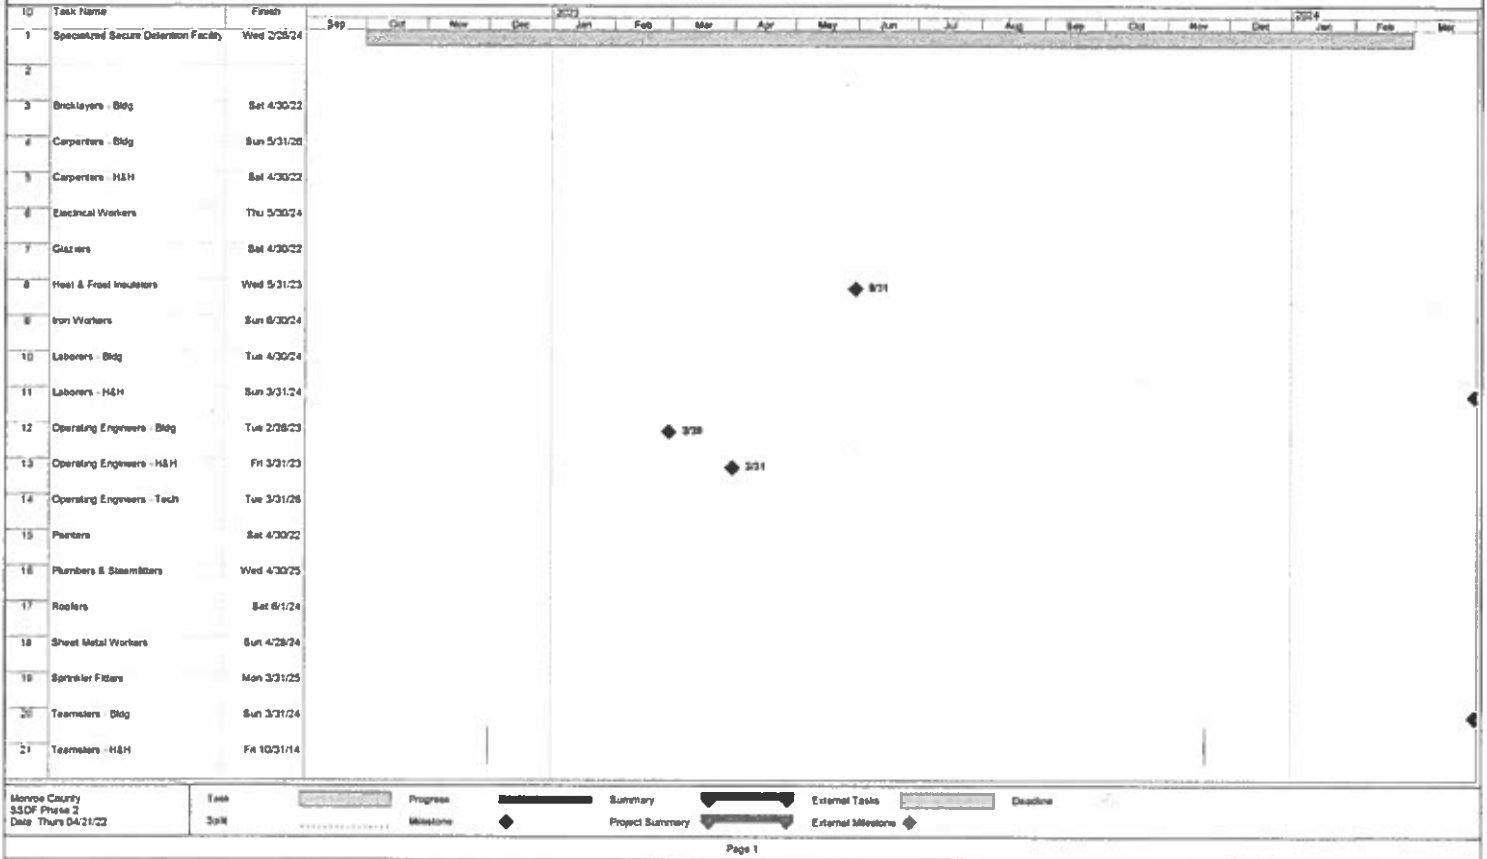 ID Task Name Finish 2023 2024
Sep Oct Nov Dec Jan Feb Mar Apr May Jun Jul Aug Sep Oct Nov Dec Jan Feb Mar
1 Specialized Secure Detention Facility Wed 2/28/24
2
3 Bricklayers - Bldg Sat 4/30/22
4 Carpenters - Bldg Sun 5/31/26
5 Carpenters - H&H Sat 4/30/22
6 Electrical Workers Thu 5/30/24
7 Glaziers Sat 4/30/22
8 Heat & Frost Insulators Wed 5/31/23 5/31
9 Iron Workers Sun 6/30/24
10 Laborers - Bldg Tue 4/30/24
11 Laborers - H&H Sun 3/31/24
12 Operating Engineers - Bldg Tue 2/28/23 2/28
13 Operating Engineers - H&H Fri 3/31/23 3/31
14 Operating Engineers - Tech Tue 3/31/26
15 Painters Sat 4/30/22
16 Plumbers & Steamfitters Wed 4/30/25
17 Roofers Sat 6/1/24
18 Sheet Metal Workers Sun 4/28/24
19 Sprinkler Fitters Mon 3/31/25
20 Teamsters - Bldg Sun 3/31/24
21 Teamsters - H&H Fri 10/31/14
Monroe County
SSDF Phase 2
Date: Thurs 04/21/22
Task Progress Summary External Tasks Deadline
Split Milestone Project Summary External Milestone
Page 1